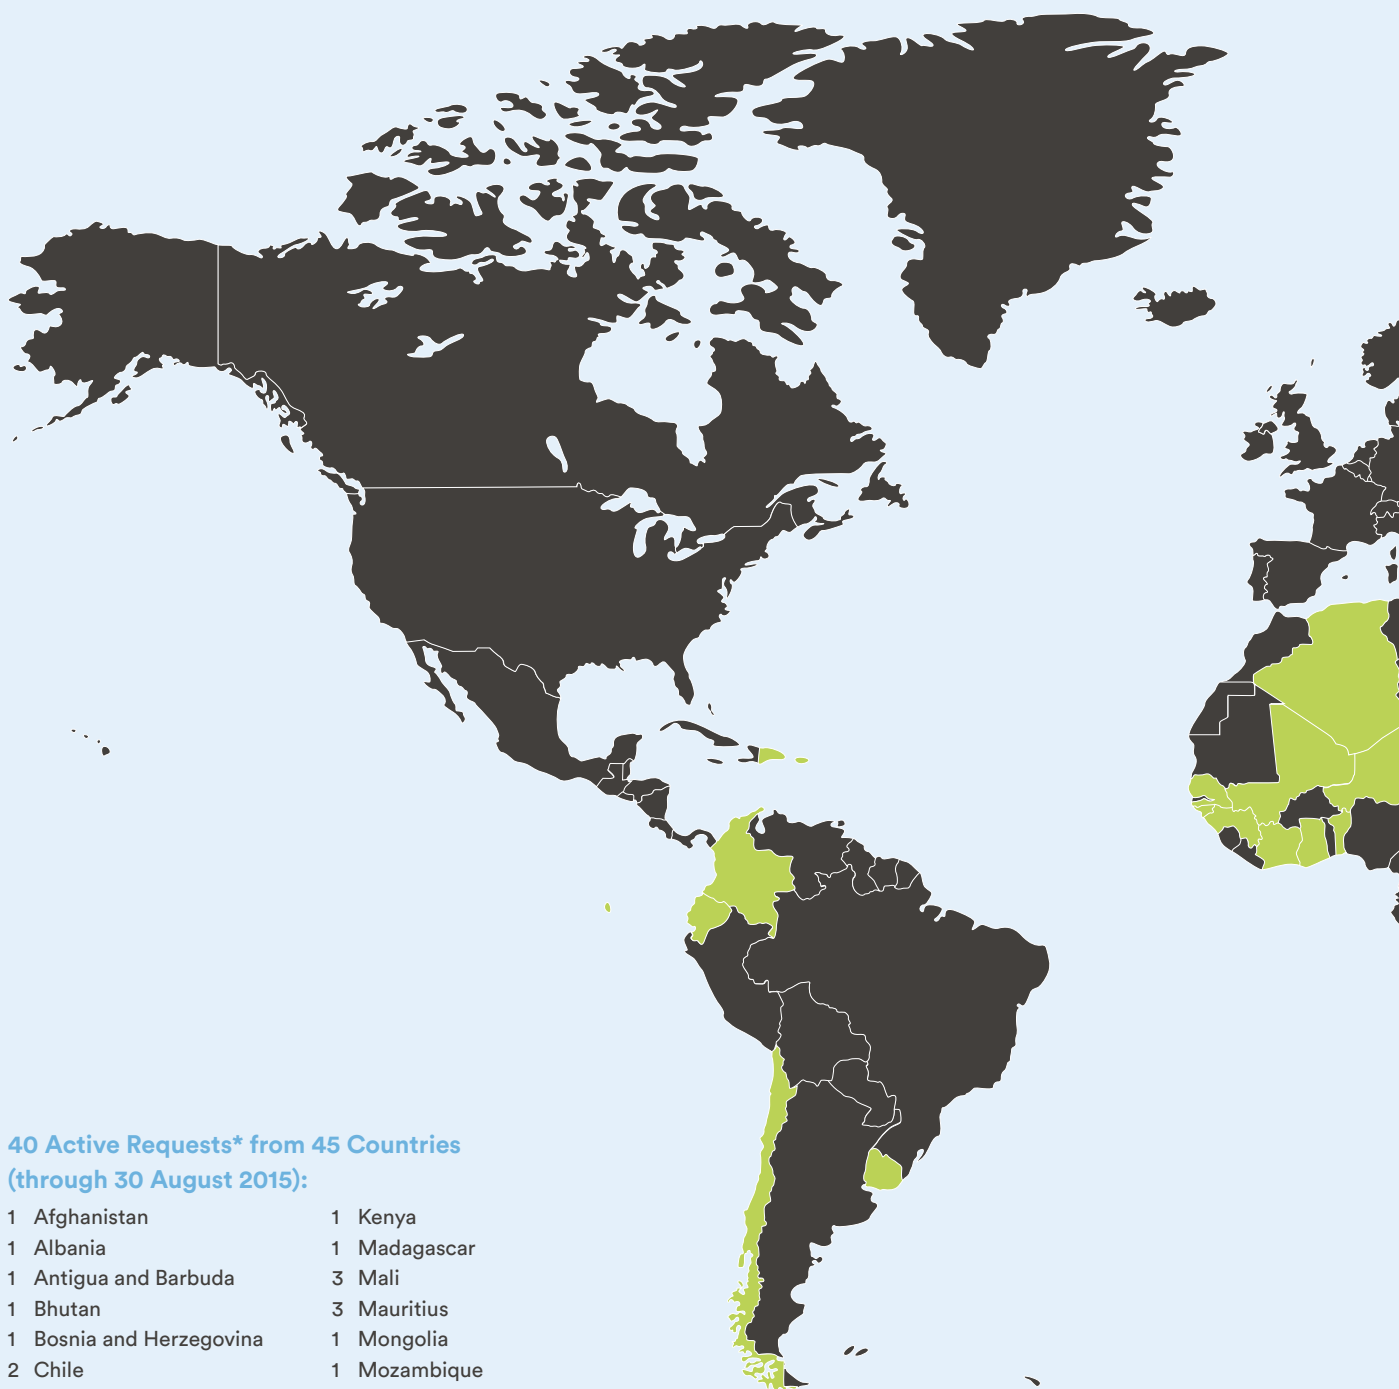 40 Active Requests* from 45 Countries
(through 30 August 2015):
1 Afghanistan
1 Albania
1 Antigua and Barbuda
1 Bhutan
1 Bosnia and Herzegovina
2 Chile
1 Kenya
1 Madagascar
3 Mali
3 Mauritius
1 Mongolia
1 Mozambique